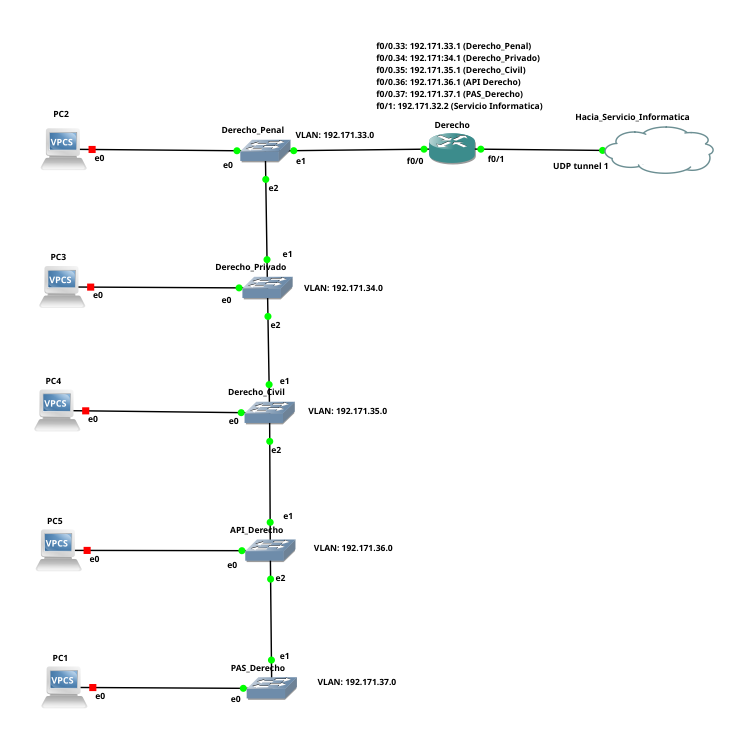 f0/0.33: 192.171.33.1 (Derecho_Penal)
f0/0.34: 192.171:34.1 (Derecho_Privado)
f0/0.35: 192.171.35.1 (Derecho_Civil)
f0/0.36: 192.171.36.1 (API Derecho)
f0/0.37: 192.171.37.1 (PAS_Derecho)
f0/1: 192.171.32.2 (Servicio Informatica)
PC2
VPCS
e0
Derecho_Penal
e0
e1
e2
VLAN: 192.171.33.0
Derecho
f0/0
f0/1
Hacia_Servicio_Informatica
UDP tunnel 1
PC3
VPCS
e0
e1
Derecho_Privado
e0
e2
VLAN: 192.171.34.0
PC4
VPCS
e0
e1
Derecho_Civil
e0
e2
VLAN: 192.171.35.0
PC5
VPCS
e0
e1
API_Derecho
e0
e2
VLAN: 192.171.36.0
PC1
VPCS
e0
e1
PAS_Derecho
e0
VLAN: 192.171.37.0